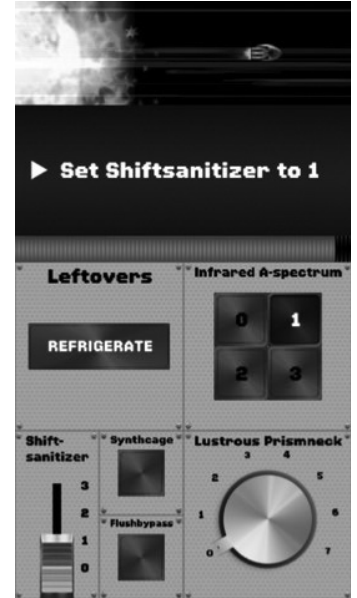 ▶ Set Shiftsanitizer to 1
Leftovers
REFRIGERATE
Infrared A-spectrum
0 1
2 3
Shift-
sanitizer
3
2
1
0
Synthcage
Flushbypass
Lustrous Prismneck
0 1 2 3 4 5 6 7